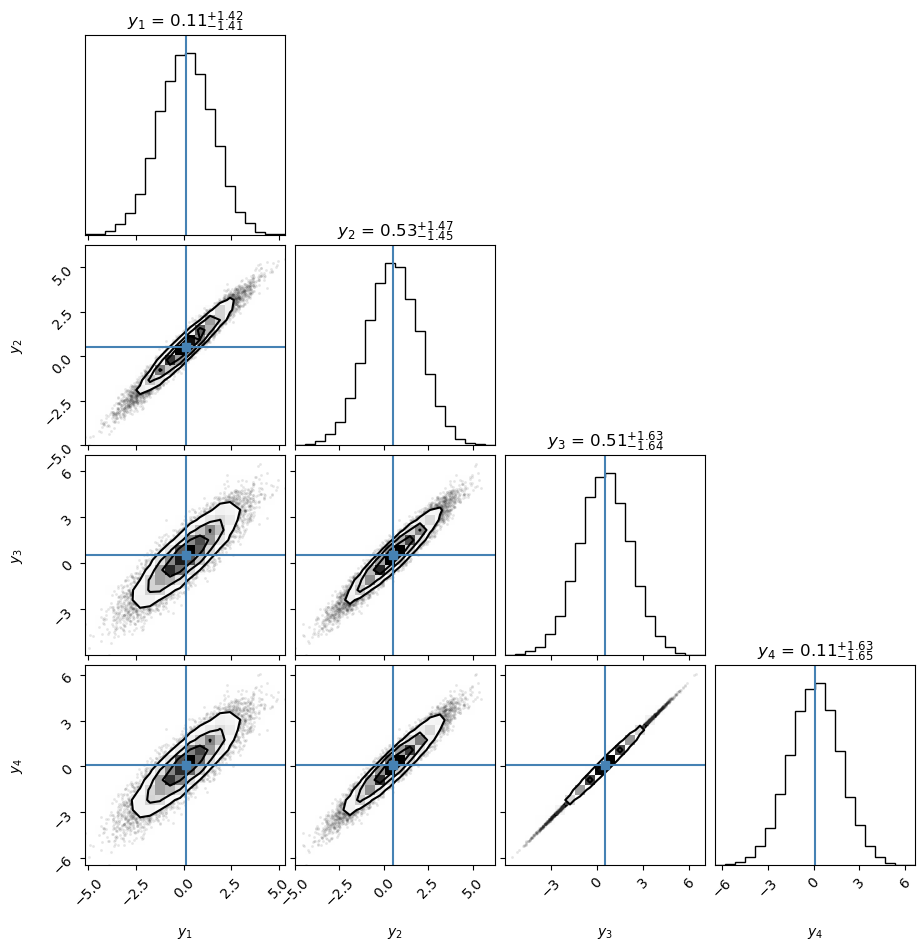 y₁ = 0.11⁺¹·⁴²₋₁.₄₁
y₂
5.0
2.5
0.0
−2.5
−5.0
y₂ = 0.53⁺¹·⁴⁷₋₁.₄₅
y₃
6
3
0
−3
y₃ = 0.51⁺¹·⁶³₋₁.₆₄
y₄
6
3
0
−3
−6
y₄ = 0.11⁺¹·⁶³₋₁.₆₅
−5.0 −2.5 0.0 2.5 5.0
−5.0 −2.5 0.0 2.5 5.0
−3 0 3 6
−6 −3 0 3 6
y₁ y₂ y₃ y₄